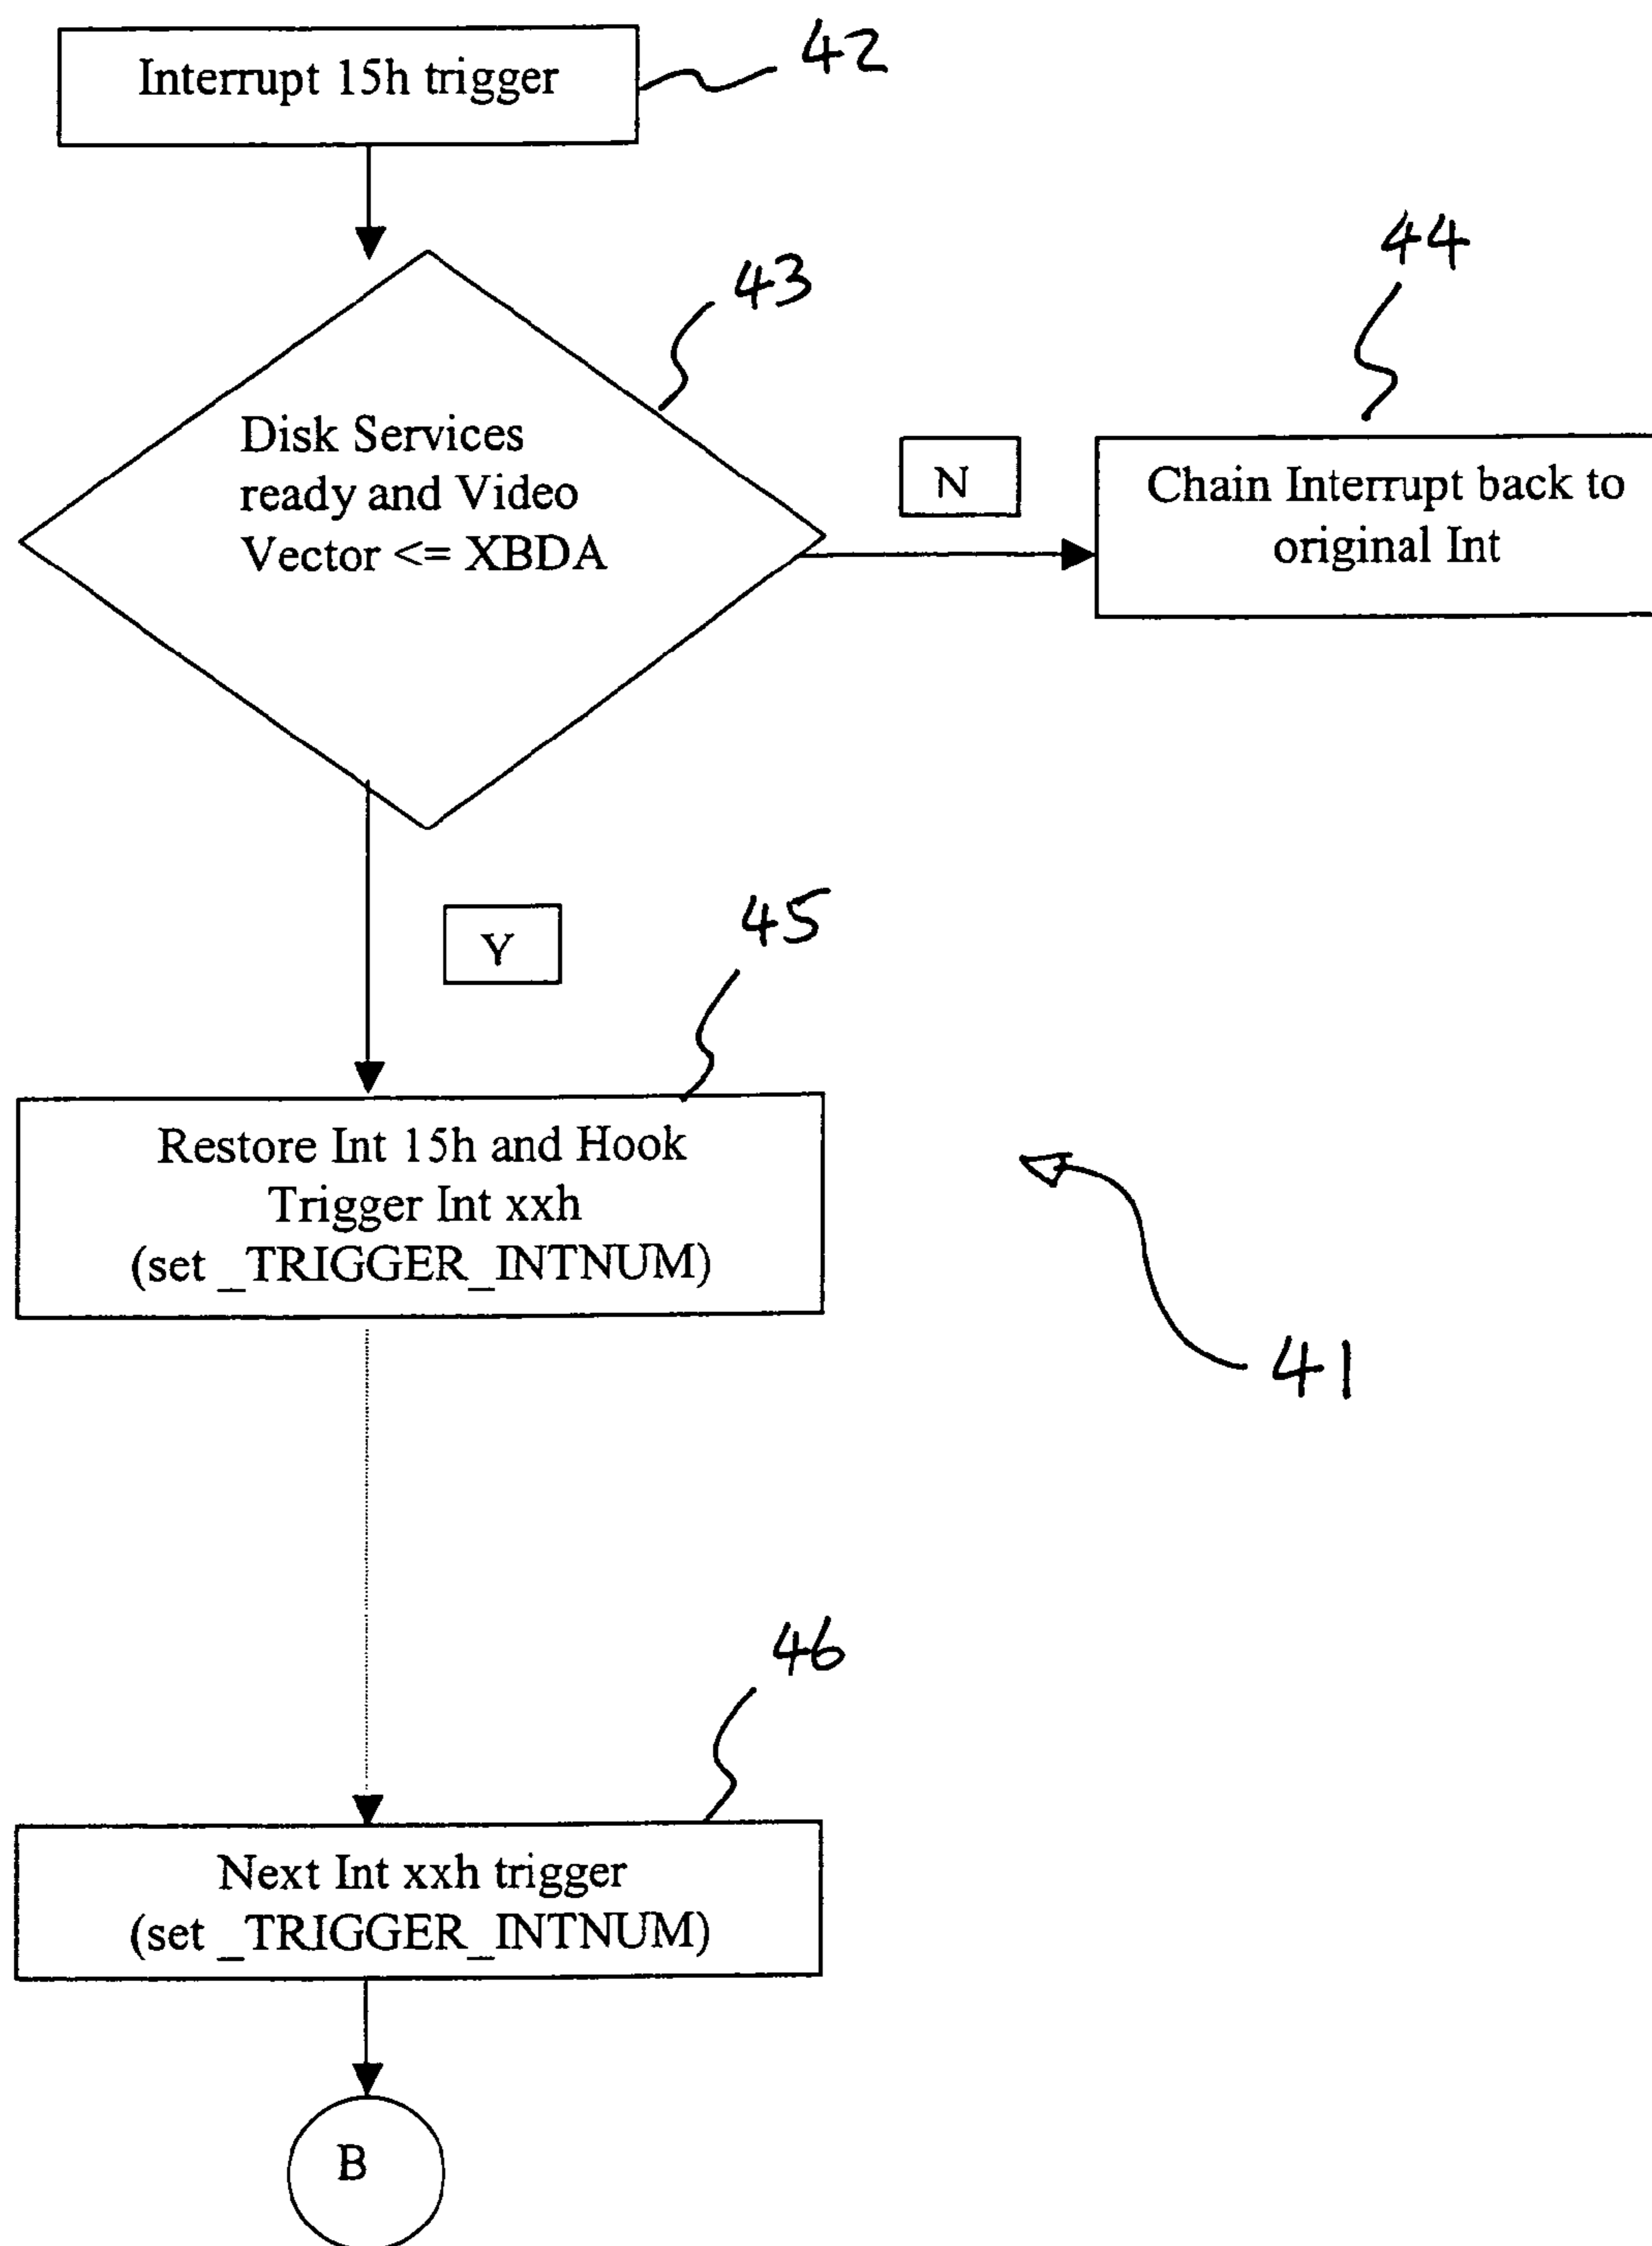 Interrupt 15h trigger
42
43
44
Disk Services
ready and Video
Vector <= XBDA
N
Chain Interrupt back to
original Int
Y
45
Restore Int 15h and Hook
Trigger Int xxh
(set _TRIGGER_INTNUM)
41
46
Next Int xxh trigger
(set _TRIGGER_INTNUM)
B